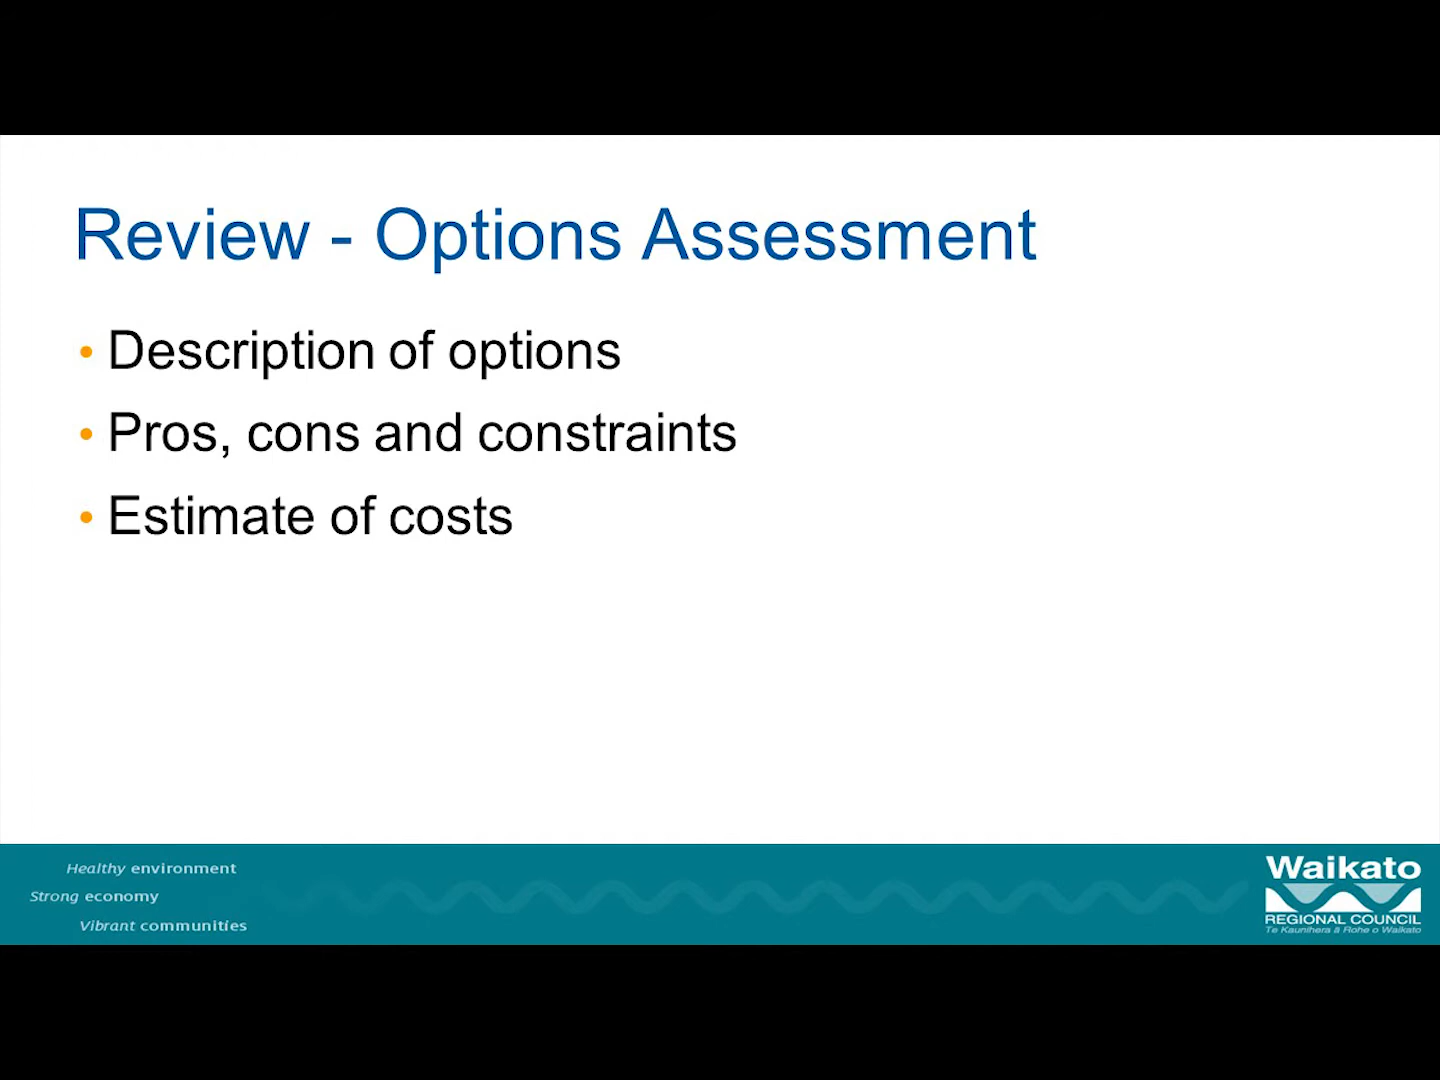 Review - Options Assessment
• Description of options
• Pros, cons and constraints
• Estimate of costs
Healthy environment
Strong economy
Vibrant communities
Waikato
REGIONAL COUNCIL
Te Kaunihera ā Rohe o Waikato